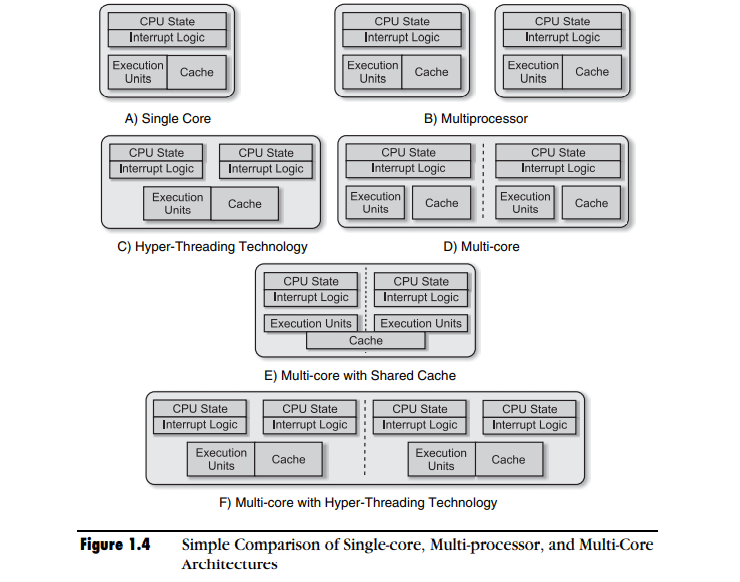 CPU State
Interrupt Logic
Execution
Units
Cache
A) Single Core
CPU State
Interrupt Logic
Execution
Units
Cache
CPU State
Interrupt Logic
Execution
Units
Cache
B) Multiprocessor
CPU State
Interrupt Logic
CPU State
Interrupt Logic
Execution
Units
Cache
C) Hyper-Threading Technology
CPU State
Interrupt Logic
Execution
Units
Cache
CPU State
Interrupt Logic
Execution
Units
Cache
D) Multi-core
CPU State
Interrupt Logic
Execution Units
CPU State
Interrupt Logic
Execution Units
Cache
E) Multi-core with Shared Cache
CPU State
Interrupt Logic
CPU State
Interrupt Logic
Execution
Units
Cache
CPU State
Interrupt Logic
CPU State
Interrupt Logic
Execution
Units
Cache
F) Multi-core with Hyper-Threading Technology
Figure 1.4 Simple Comparison of Single-core, Multi-processor, and Multi-Core
Architectures